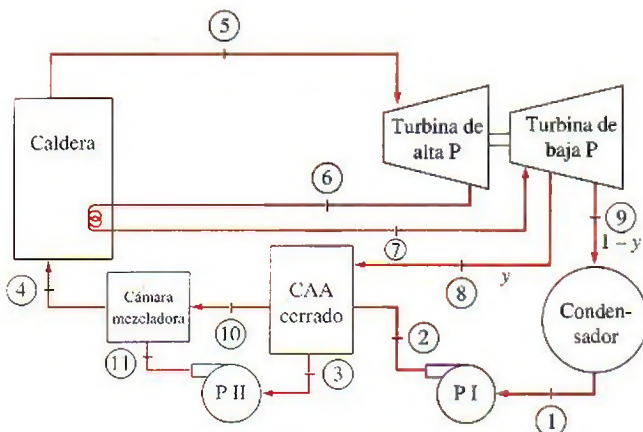 5
Caldera
Turbina de
alta P
Turbina de
baja P
6
7
9
1 – y
4
Cámara
mezcladora
10
CAA
cerrado
8
y
Conden-
sador
2
11
P II
3
P I
1